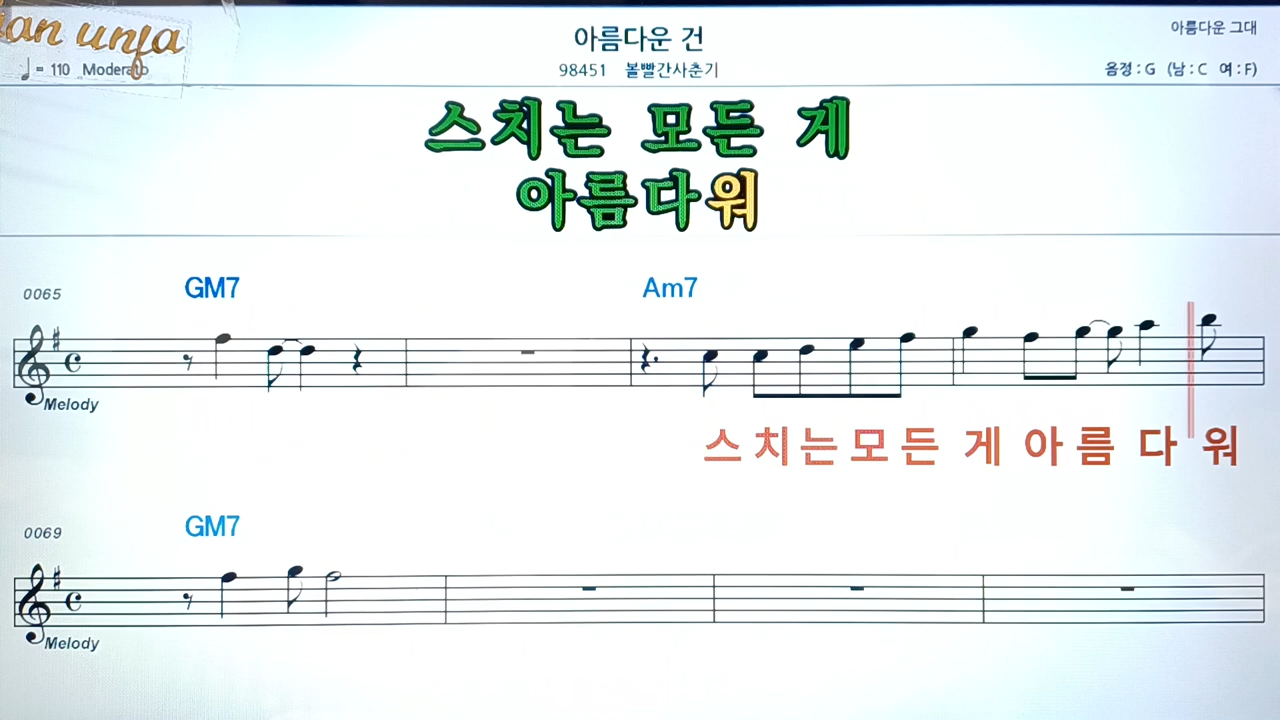 아름다운 건
아름다운 그대
♩= 110 Moderato
98451 볼빨간사춘기
음정 : G (남 : C 여 : F)
스치는 모든 게
아름다워
0065 GM7 Am7
Melody
스 치 는 모 든 게 아 름 다 워
0069 GM7
Melody